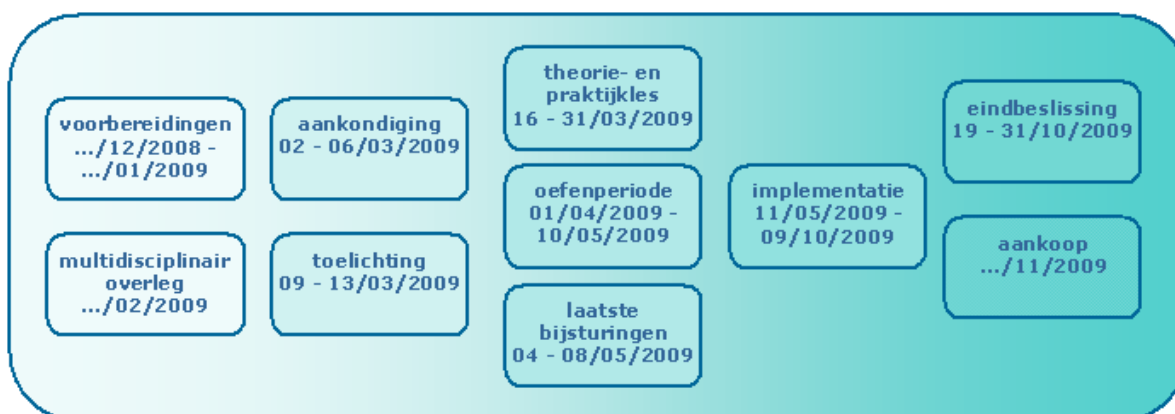 voorbereidingen
.../12/2008 -
.../01/2009
multidisciplinair
overleg
.../02/2009
aankondiging
02 - 06/03/2009
toelichting
09 - 13/03/2009
theorie- en
praktijkles
16 - 31/03/2009
oefenperiode
01/04/2009 -
10/05/2009
laatste
bijsturingen
04 - 08/05/2009
implementatie
11/05/2009 -
09/10/2009
eindbeslissing
19 - 31/10/2009
aankoop
.../11/2009